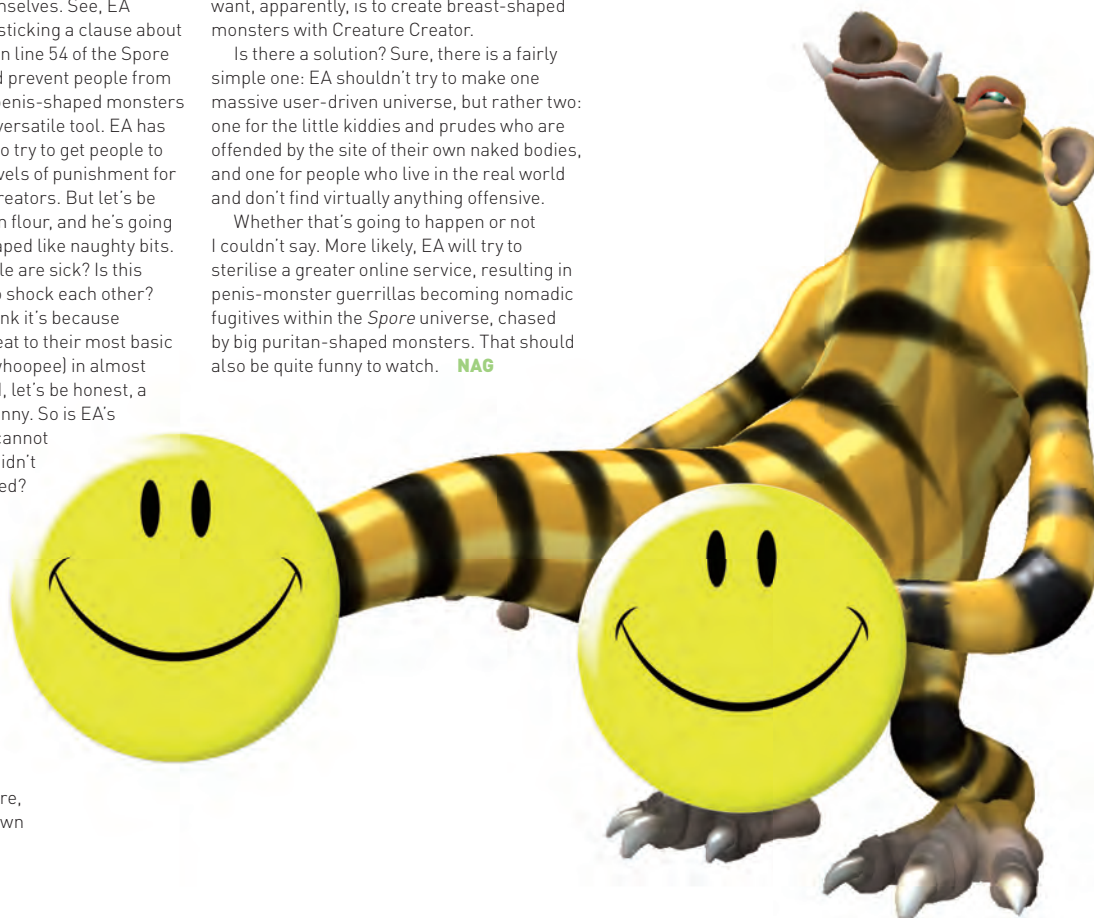 mselves. See, EA
sticking a clause about
n line 54 of the Spore
d prevent people from
penis-shaped monsters
versatile tool. EA has
o try to get people to
vels of punishment for
reators. But let's be
n flour, and he's going
aped like naughty bits.
le are sick? Is this
o shock each other?
nk it's because
eat to their most basic
whoopee) in almost
l, let's be honest, a
nny. So is EA's
cannot
idn't
ed?
re,
wn
want, apparently, is to create breast-shaped
monsters with Creature Creator.
Is there a solution? Sure, there is a fairly
simple one: EA shouldn't try to make one
massive user-driven universe, but rather two:
one for the little kiddies and prudes who are
offended by the site of their own naked bodies,
and one for people who live in the real world
and don't find virtually anything offensive.
Whether that's going to happen or not
I couldn't say. More likely, EA will try to
sterilise a greater online service, resulting in
penis-monster guerrillas becoming nomadic
fugitives within the Spore universe, chased
by big puritan-shaped monsters. That should
also be quite funny to watch. NAG